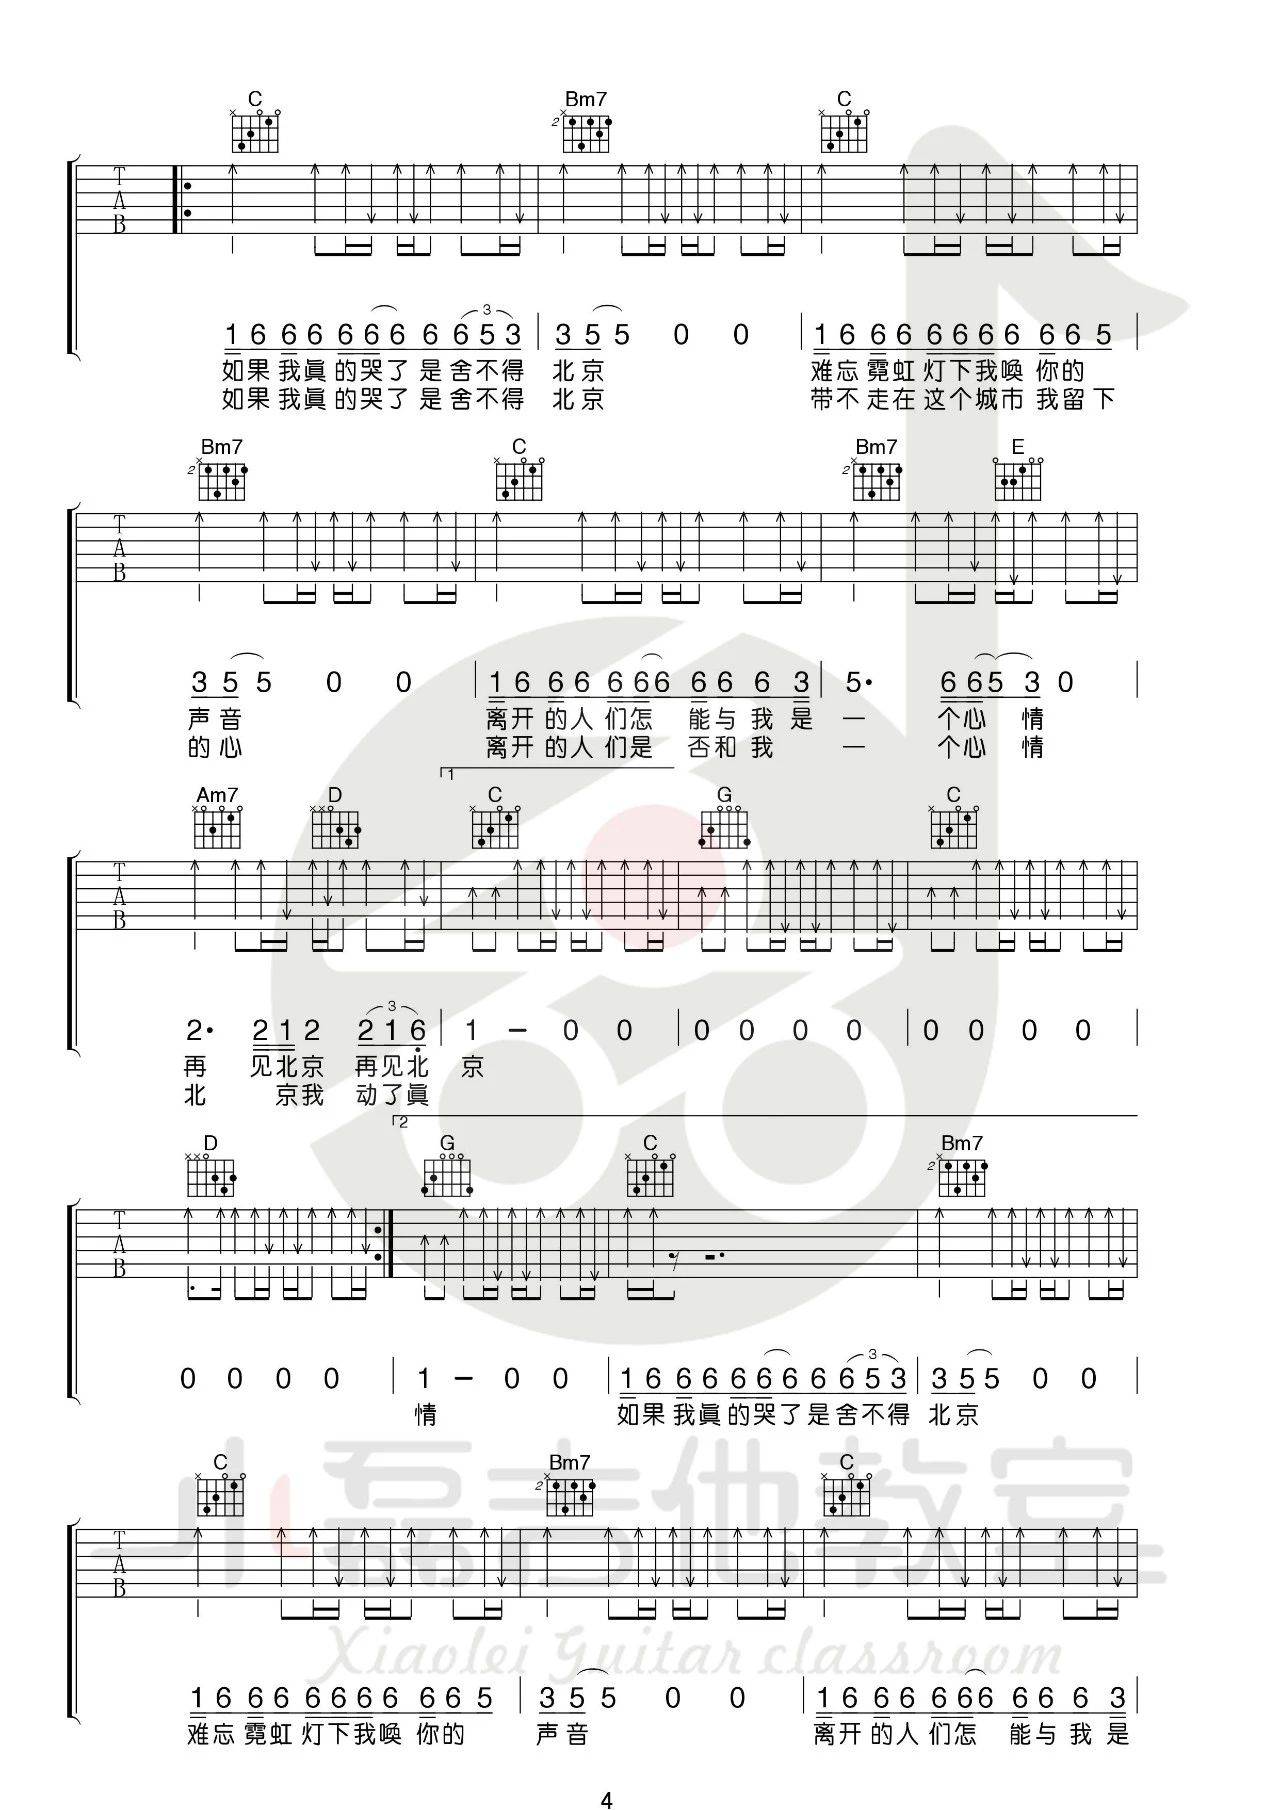 C Bm7 C
2
T
A
B
3 3
1 6 6 6 6 6 6 6 6 5 3 | 3 5 5 0 0 | 1 6 6 6 6 6 6 6 6 6 5
如果我真的哭了是舍不得 北京 难忘霓虹灯下我唤你的
如果我真的哭了是舍不得 北京 带不走在这个城市我留下
Bm7 C Bm7 E
2 2
T
A
B
3 5 5 0 0 | 1 6 6 6 6 6 6 6 6 6 3 | 5· 6 6 5 3 0
声音 离开的人们怎 能与我是 一 个心 情
的心 离开的人们是 否和我 一 个心 情
1
Am7 D C G C
T
A
B
3
2· 2 1 2 2 1 6 | 1 – 0 0 | 0 0 0 0 | 0 0 0 0
再 见北京 再见北 京
北 京我 动了真
2
D G C Bm7
2
T
A
B
3
0 0 0 0 | 1 – 0 0 | 1 6 6 6 6 6 6 6 6 5 3 | 3 5 5 0 0
情 如果我真的哭了是舍不得 北京
小磊吉他教室
C Bm7 C
2
T
A
B
Xiaolei Guitar classroom
1 6 6 6 6 6 6 6 6 6 5 | 3 5 5 0 0 | 1 6 6 6 6 6 6 6 6 6 3
难忘霓虹灯下我唤你的 声音 离开的人们怎 能与我是
4